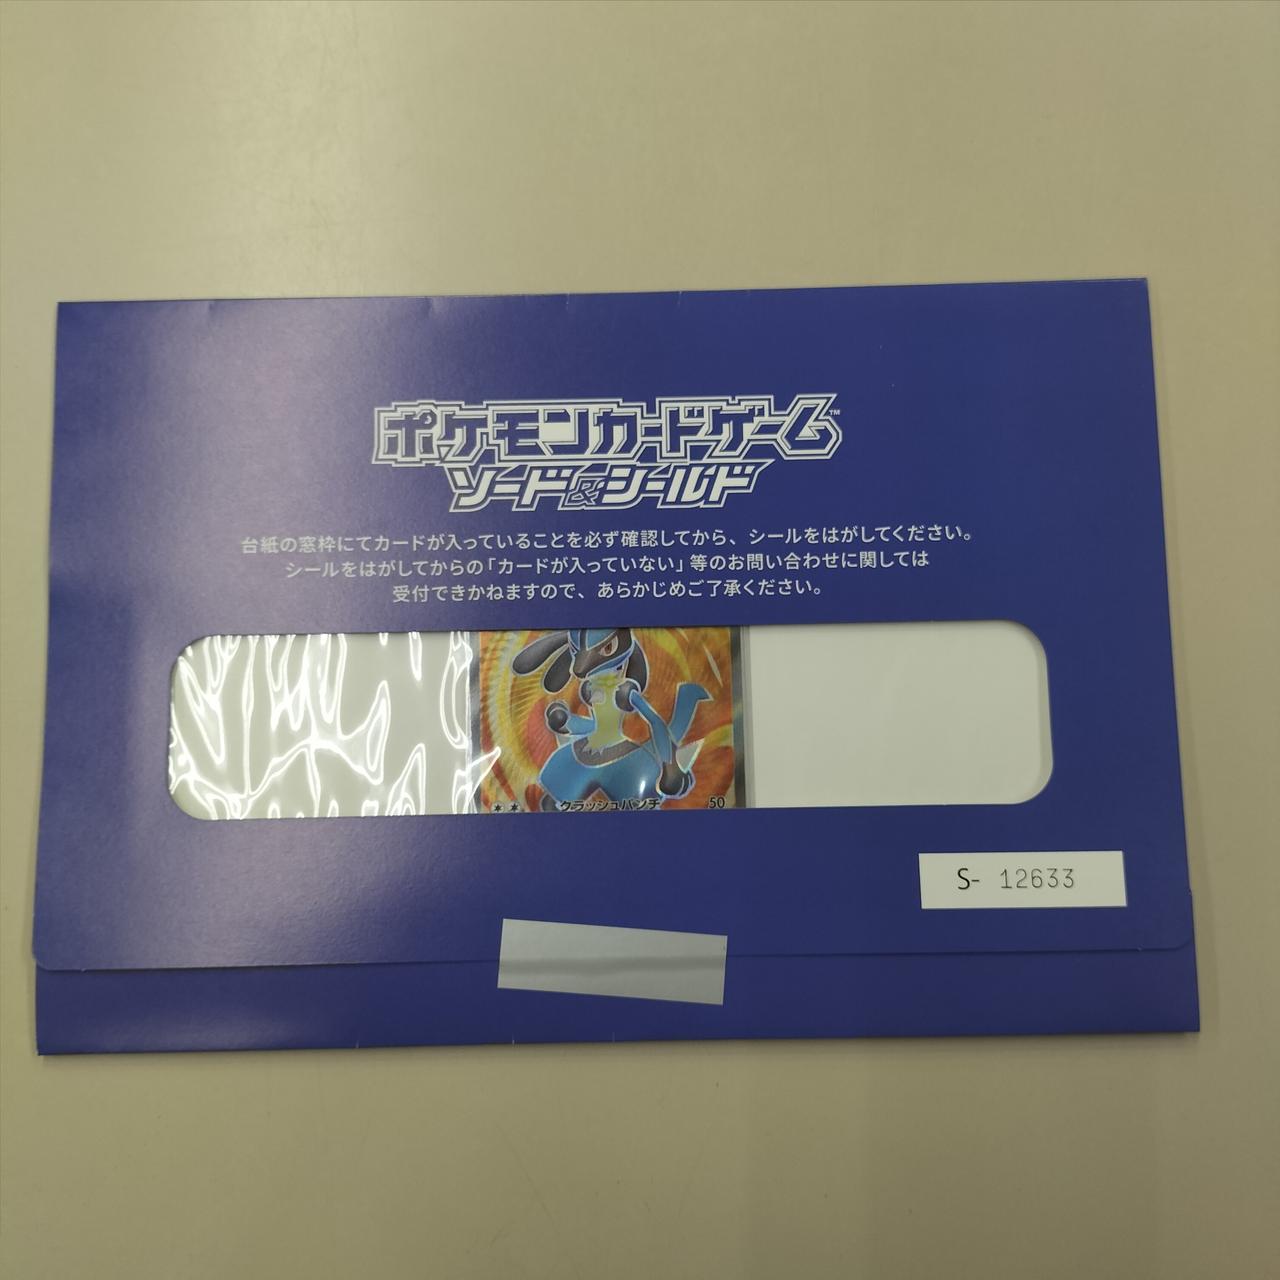 ポケモンカードゲーム™
ソード&シールド
台紙の窓枠にてカードが入っていることを必ず確認してから、シールをはがしてください。
シールをはがしてからの「カードが入っていない」等のお問い合わせに関しては
受付できかねますので、あらかじめご了承ください。
クラッシュパンチ 50
S- 12633